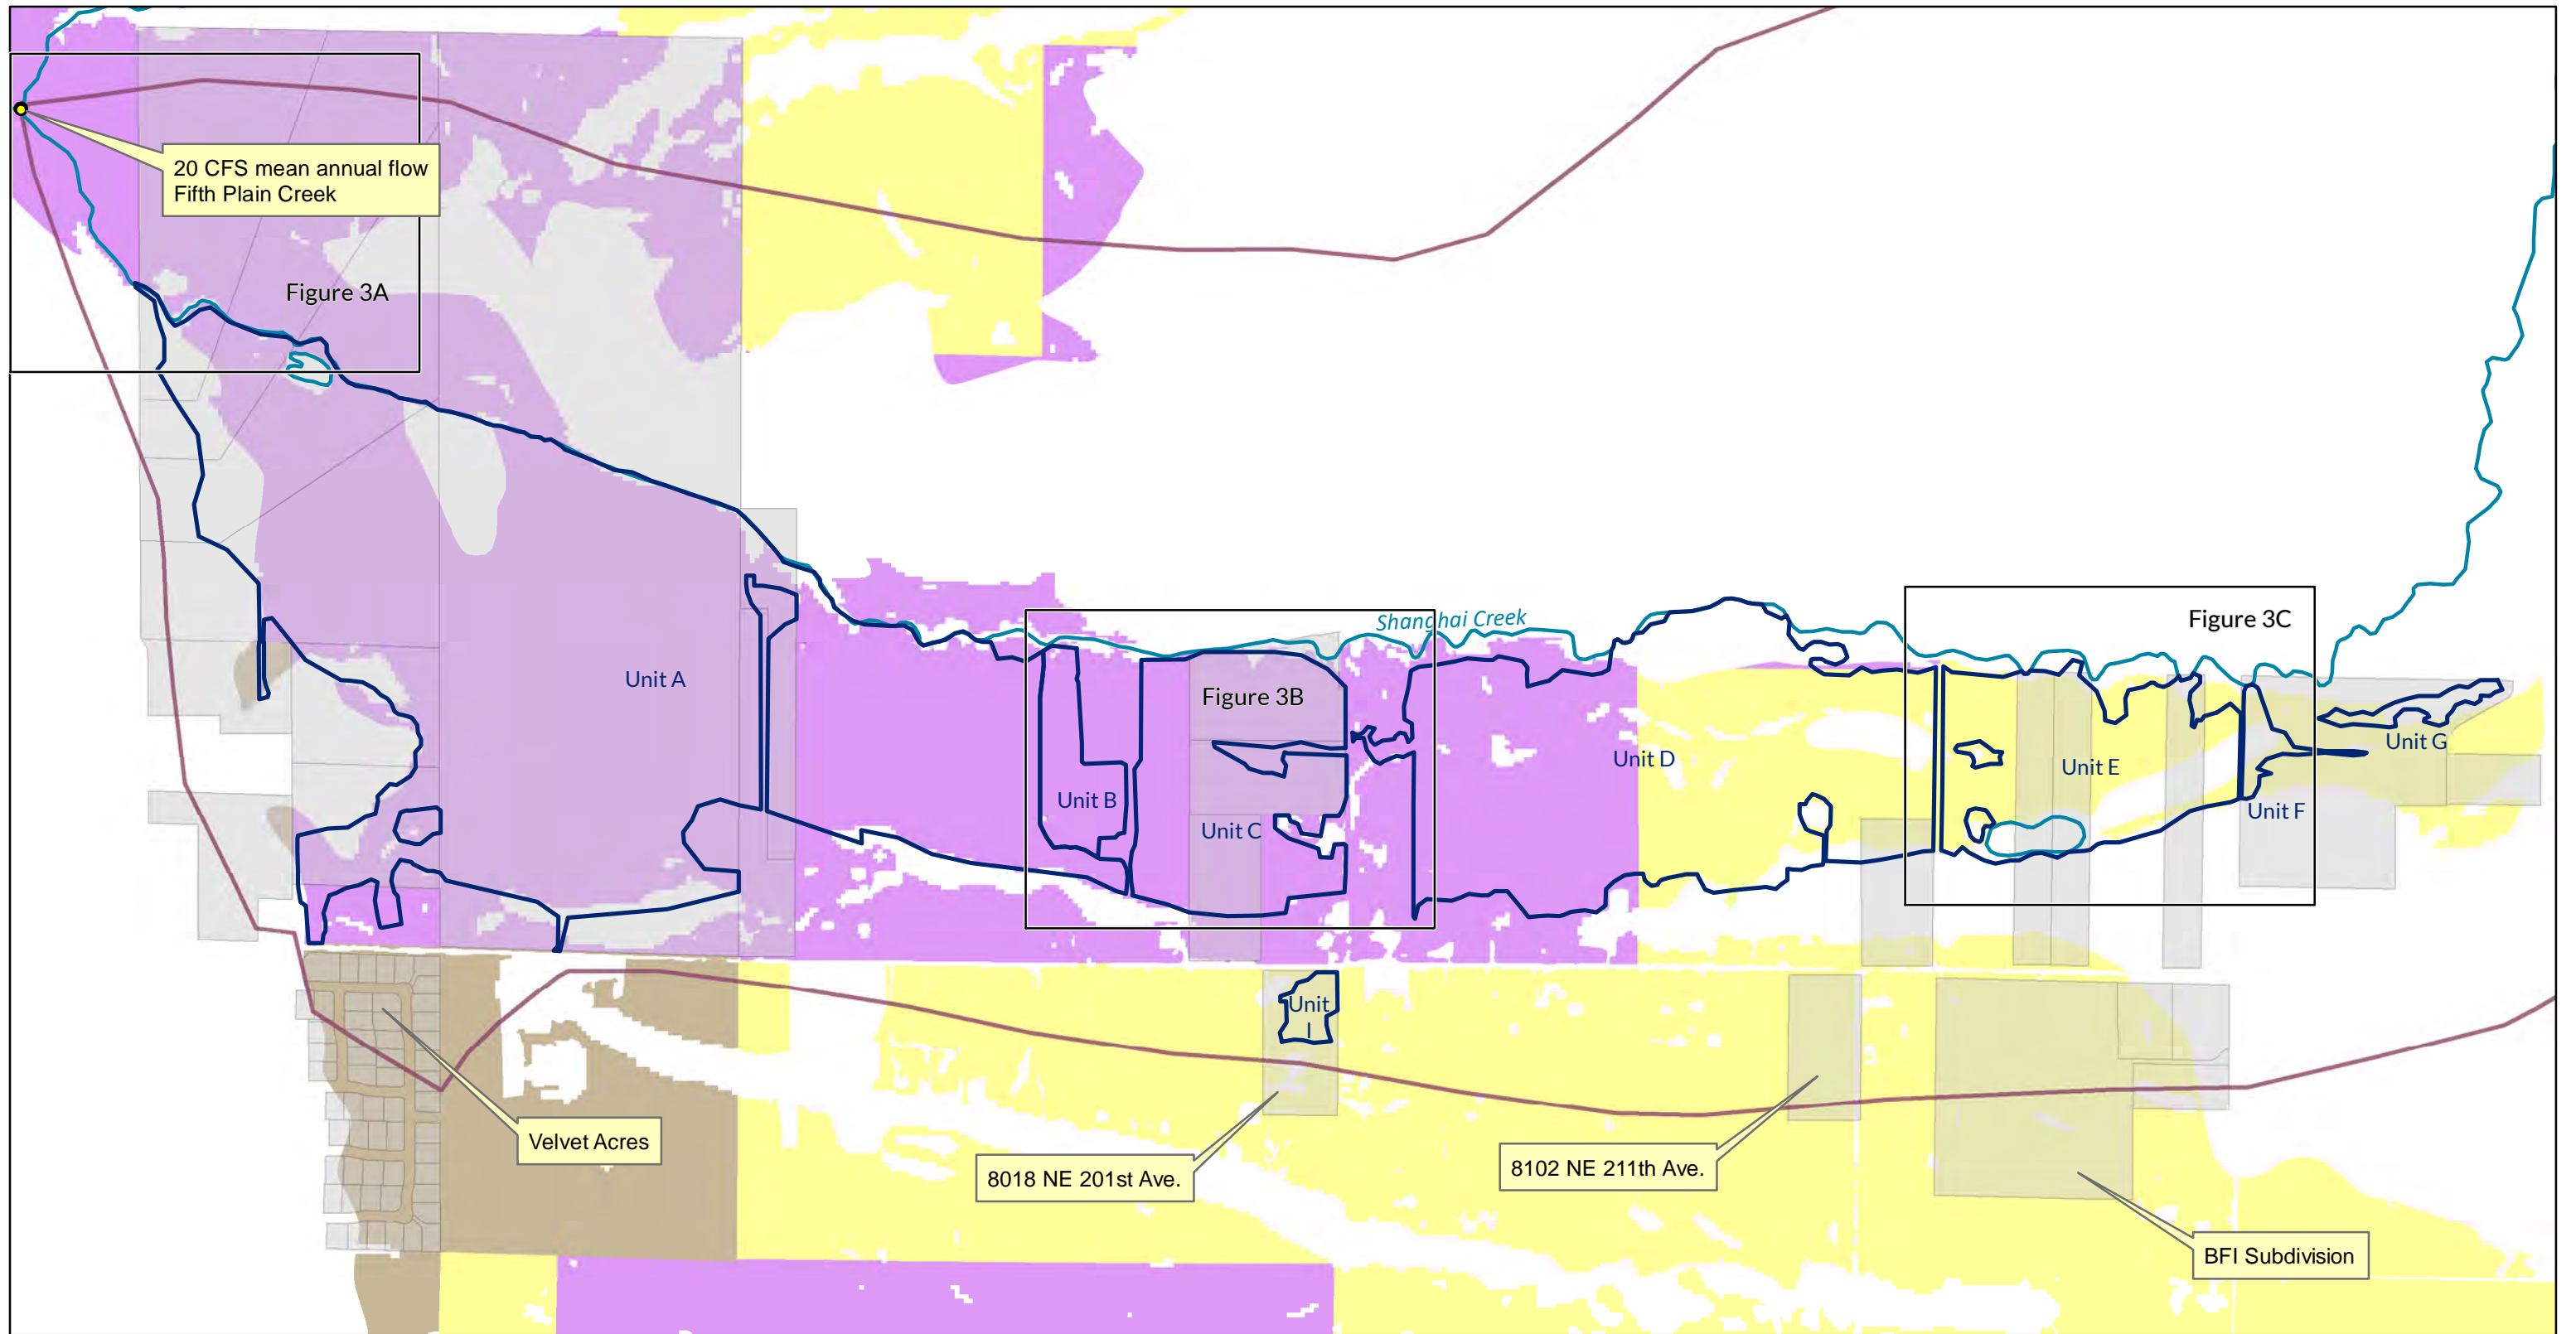 20 CFS mean annual flow
Fifth Plain Creek
Figure 3A
Shanghai Creek
Figure 3C
Unit A
Figure 3B
Unit D
Unit E
Unit G
Unit B
Unit C
Unit F
Unit
I
Velvet Acres
8018 NE 201st Ave.
8102 NE 211th Ave.
BFI Subdivision